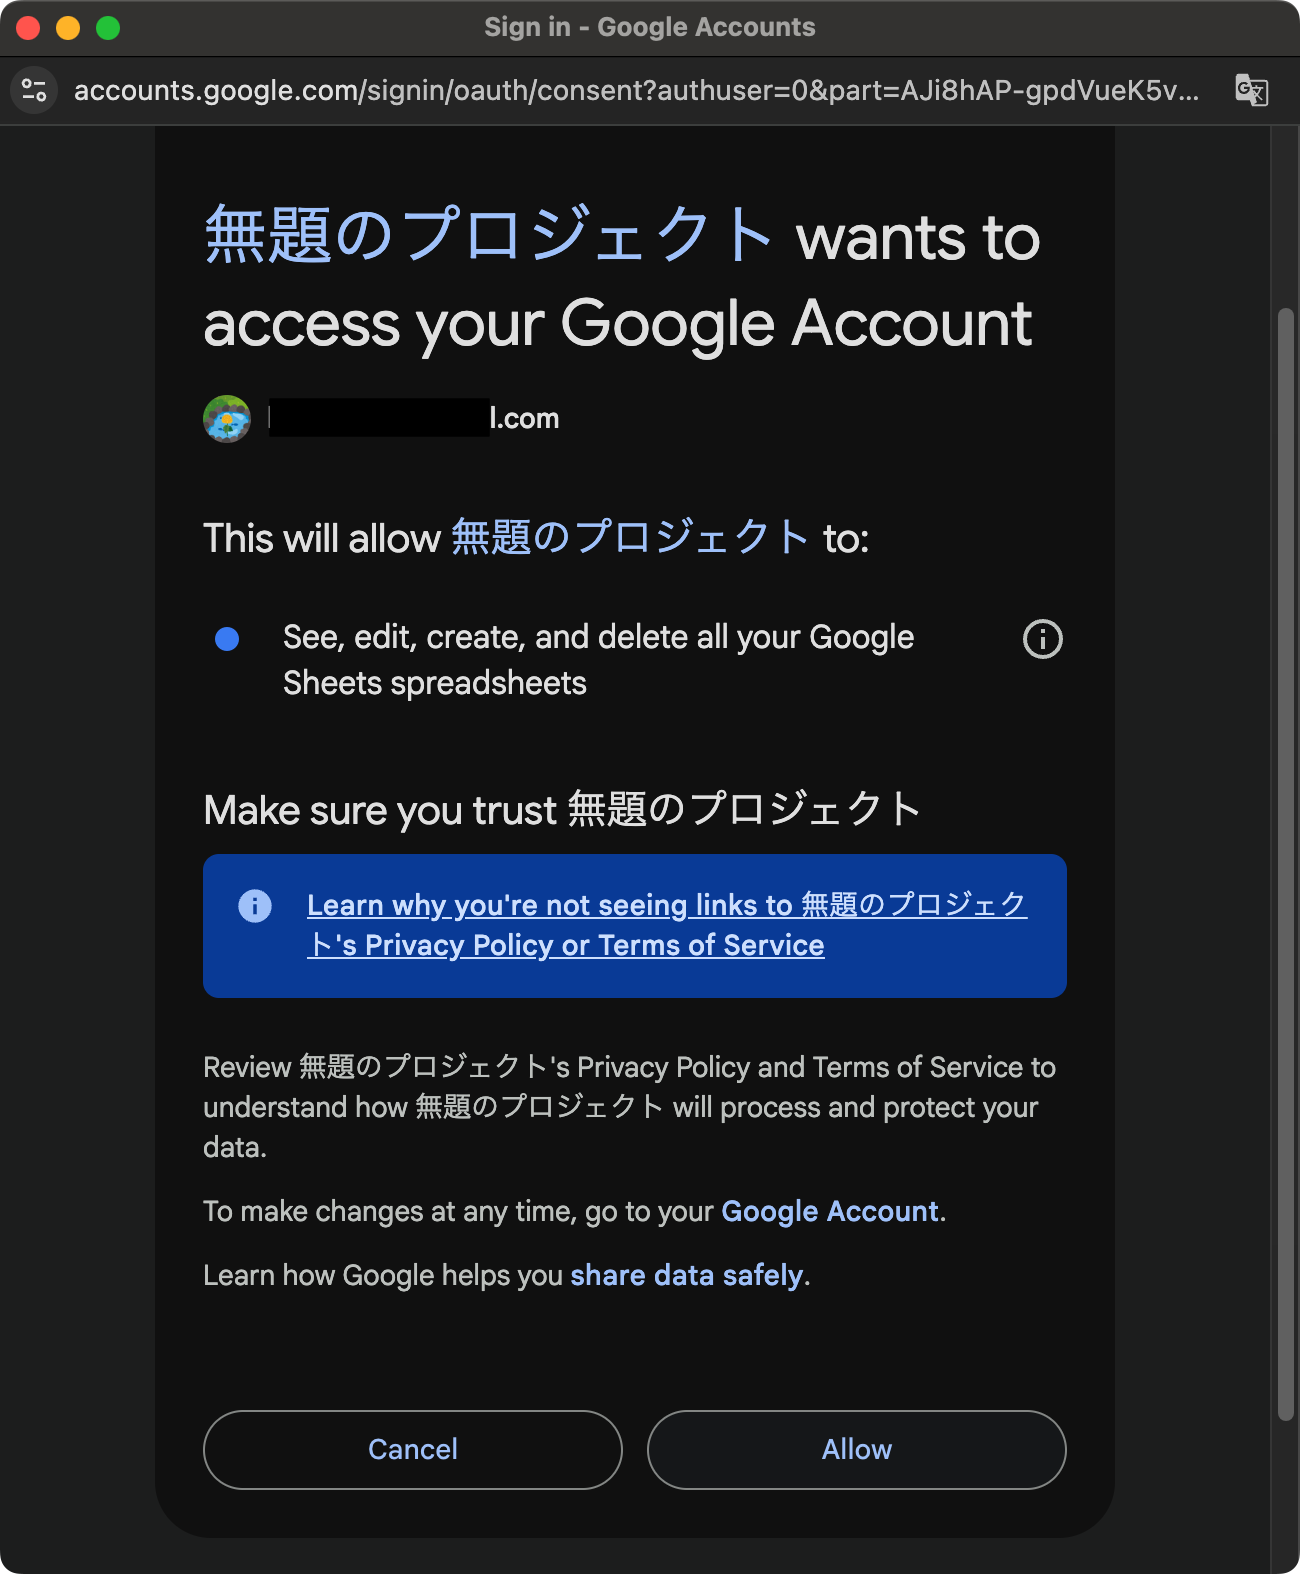 Sign in - Google Accounts
accounts.google.com/signin/oauth/consent?authuser=0&part=AJi8hAP-gpdVueK5v...
無題のプロジェクト wants to
access your Google Account
l.com
This will allow 無題のプロジェクト to:
See, edit, create, and delete all your Google
Sheets spreadsheets
Make sure you trust 無題のプロジェクト
Learn why you're not seeing links to 無題のプロジェク
ト's Privacy Policy or Terms of Service
Review 無題のプロジェクト's Privacy Policy and Terms of Service to
understand how 無題のプロジェクト will process and protect your
data.
To make changes at any time, go to your Google Account.
Learn how Google helps you share data safely.
Cancel
Allow